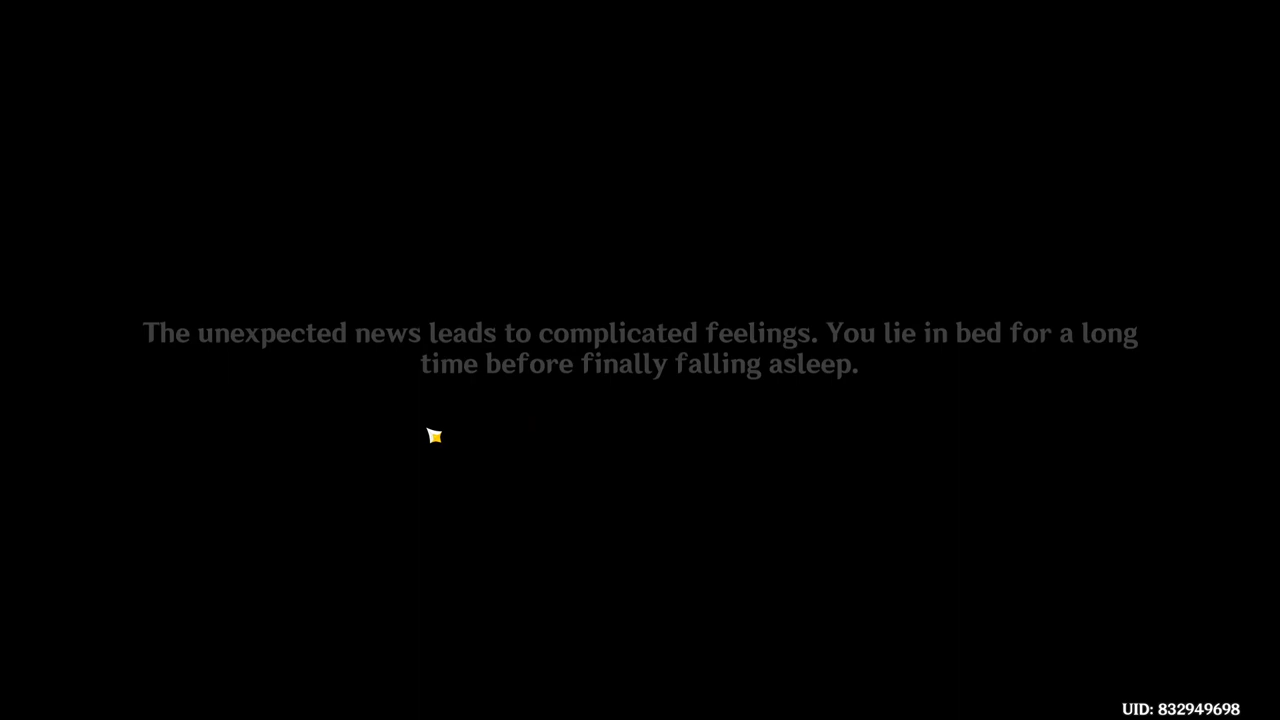 The unexpected news leads to complicated feelings. You lie in bed for a long
time before finally falling asleep.
UID: 832949698